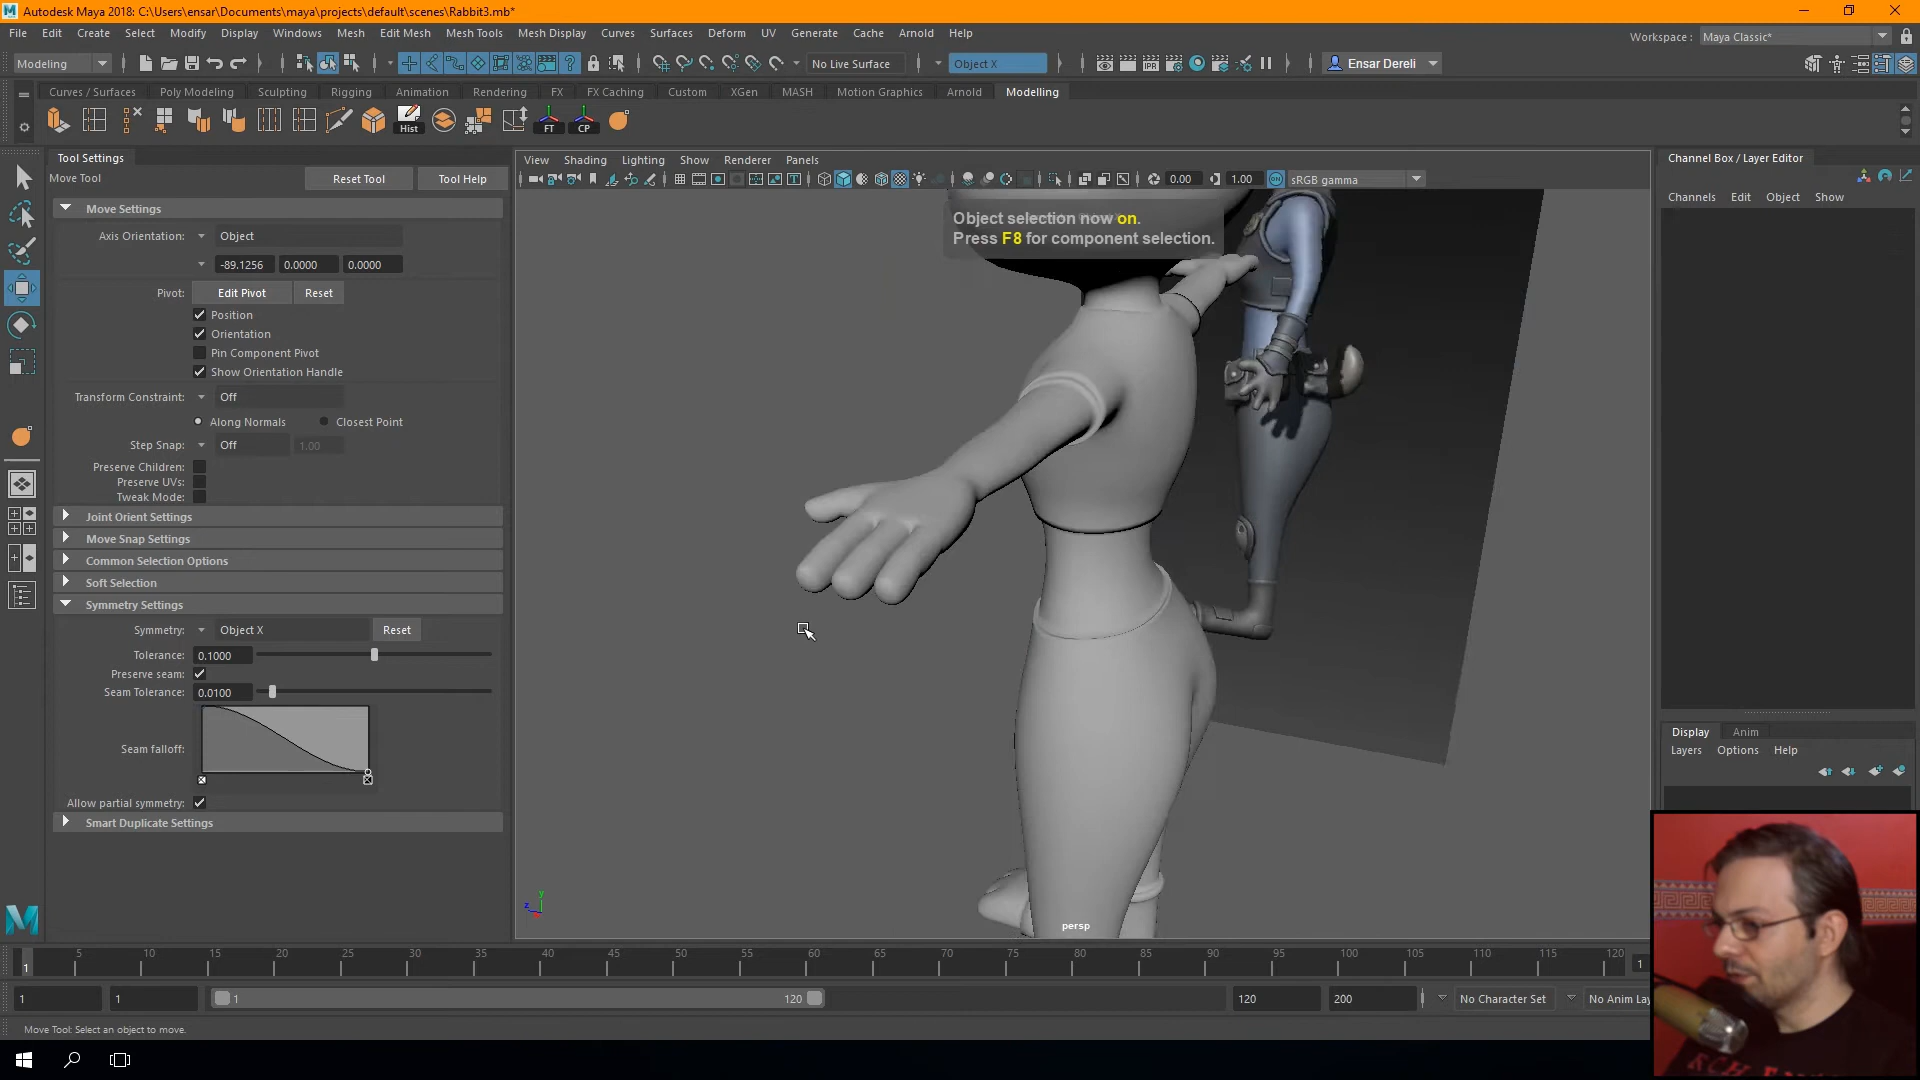 Autodesk Maya 2018: C:\Users\ensar\Documents\maya\projects\default\scenes\Rabbit3.mb*
File Edit Create Select Modify Display Windows Mesh Edit Mesh Mesh Tools Mesh Display Curves Surfaces Deform UV Generate Cache Arnold Help
Workspace : Maya Classic*
Modeling No Live Surface Object X Ensar Dereli
Curves / Surfaces Poly Modeling Sculpting Rigging Animation Rendering FX FX Caching Custom XGen MASH Motion Graphics Arnold Modelling
Hist FT CP
Tool Settings
Move Tool Reset Tool Tool Help
Move Settings
Axis Orientation: Object
-89.1256 0.0000 0.0000
Pivot: Edit Pivot Reset
Position
Orientation
Pin Component Pivot
Show Orientation Handle
Transform Constraint: Off
Along Normals Closest Point
Step Snap: Off 1.00
Preserve Children:
Preserve UVs:
Tweak Mode:
Joint Orient Settings
Move Snap Settings
Common Selection Options
Soft Selection
Symmetry Settings
Symmetry: Object X Reset
Tolerance: 0.1000
Preserve seam:
Seam Tolerance: 0.0100
Seam falloff:
Allow partial symmetry:
Smart Duplicate Settings
View Shading Lighting Show Renderer Panels
0.00 1.00 ON sRGB gamma
Object selection now on.
Press F8 for component selection.
y
z
persp
Channel Box / Layer Editor
Channels Edit Object Show
Display Anim
Layers Options Help
1 5 10 15 20 25 30 35 40 45 50 55 60 65 70 75 80 85 90 95 100 105 110 115 120 1
1 1 1 120 120 200 No Character Set No Anim Lay
Move Tool: Select an object to move.